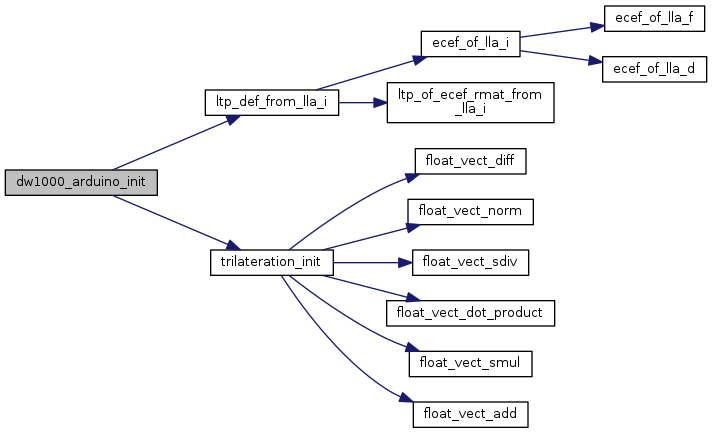 ecef_of_lla_f
ecef_of_lla_i
ecef_of_lla_d
ltp_def_from_lla_i
ltp_of_ecef_rmat_from
_lla_i
float_vect_diff
dw1000_arduino_init
float_vect_norm
trilateration_init
float_vect_sdiv
float_vect_dot_product
float_vect_smul
float_vect_add